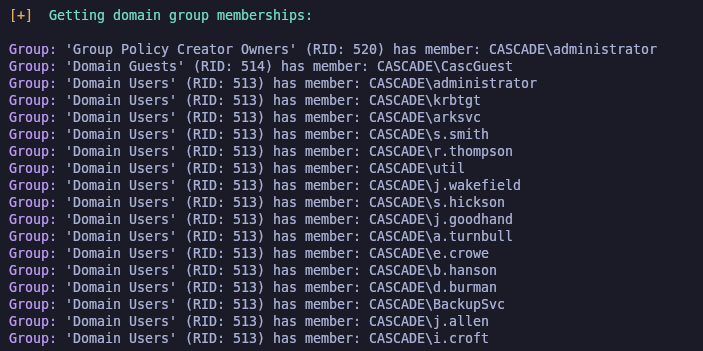 [+]  Getting domain group memberships:
Group: 'Group Policy Creator Owners' (RID: 520) has member: CASCADE\administrator
Group: 'Domain Guests' (RID: 514) has member: CASCADE\CascGuest
Group: 'Domain Users' (RID: 513) has member: CASCADE\administrator
Group: 'Domain Users' (RID: 513) has member: CASCADE\krbtgt
Group: 'Domain Users' (RID: 513) has member: CASCADE\arksvc
Group: 'Domain Users' (RID: 513) has member: CASCADE\s.smith
Group: 'Domain Users' (RID: 513) has member: CASCADE\r.thompson
Group: 'Domain Users' (RID: 513) has member: CASCADE\util
Group: 'Domain Users' (RID: 513) has member: CASCADE\j.wakefield
Group: 'Domain Users' (RID: 513) has member: CASCADE\s.hickson
Group: 'Domain Users' (RID: 513) has member: CASCADE\j.goodhand
Group: 'Domain Users' (RID: 513) has member: CASCADE\a.turnbull
Group: 'Domain Users' (RID: 513) has member: CASCADE\e.crowe
Group: 'Domain Users' (RID: 513) has member: CASCADE\b.hanson
Group: 'Domain Users' (RID: 513) has member: CASCADE\d.burman
Group: 'Domain Users' (RID: 513) has member: CASCADE\BackupSvc
Group: 'Domain Users' (RID: 513) has member: CASCADE\j.allen
Group: 'Domain Users' (RID: 513) has member: CASCADE\i.croft